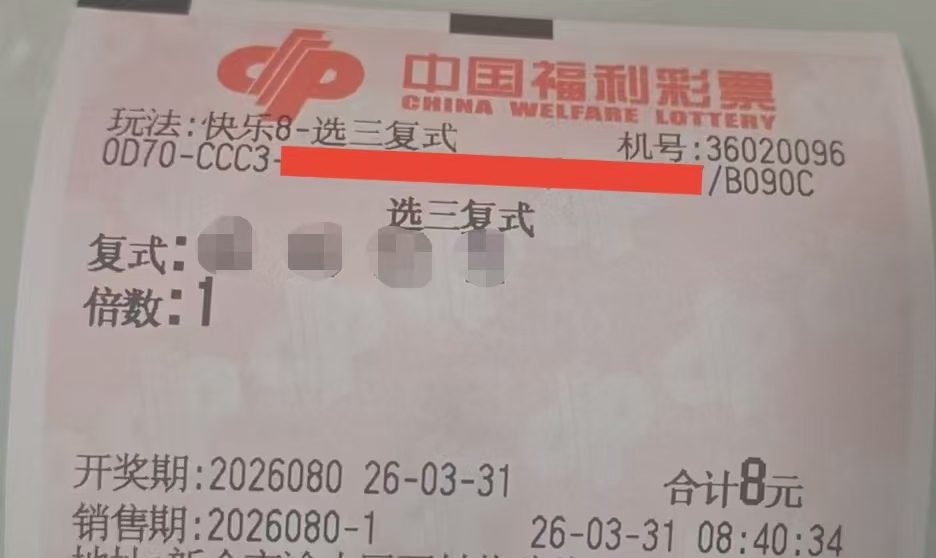 中国福利彩票
CHINA WELFARE LOTTERY
玩法:快乐8-选三复式 机号:36020096
0D70-CCC3- /B090C
选三复式
复式:
倍数:1
开奖期:2026080 26-03-31 合计8元
销售期:2026080-1 26-03-31 08:40:34